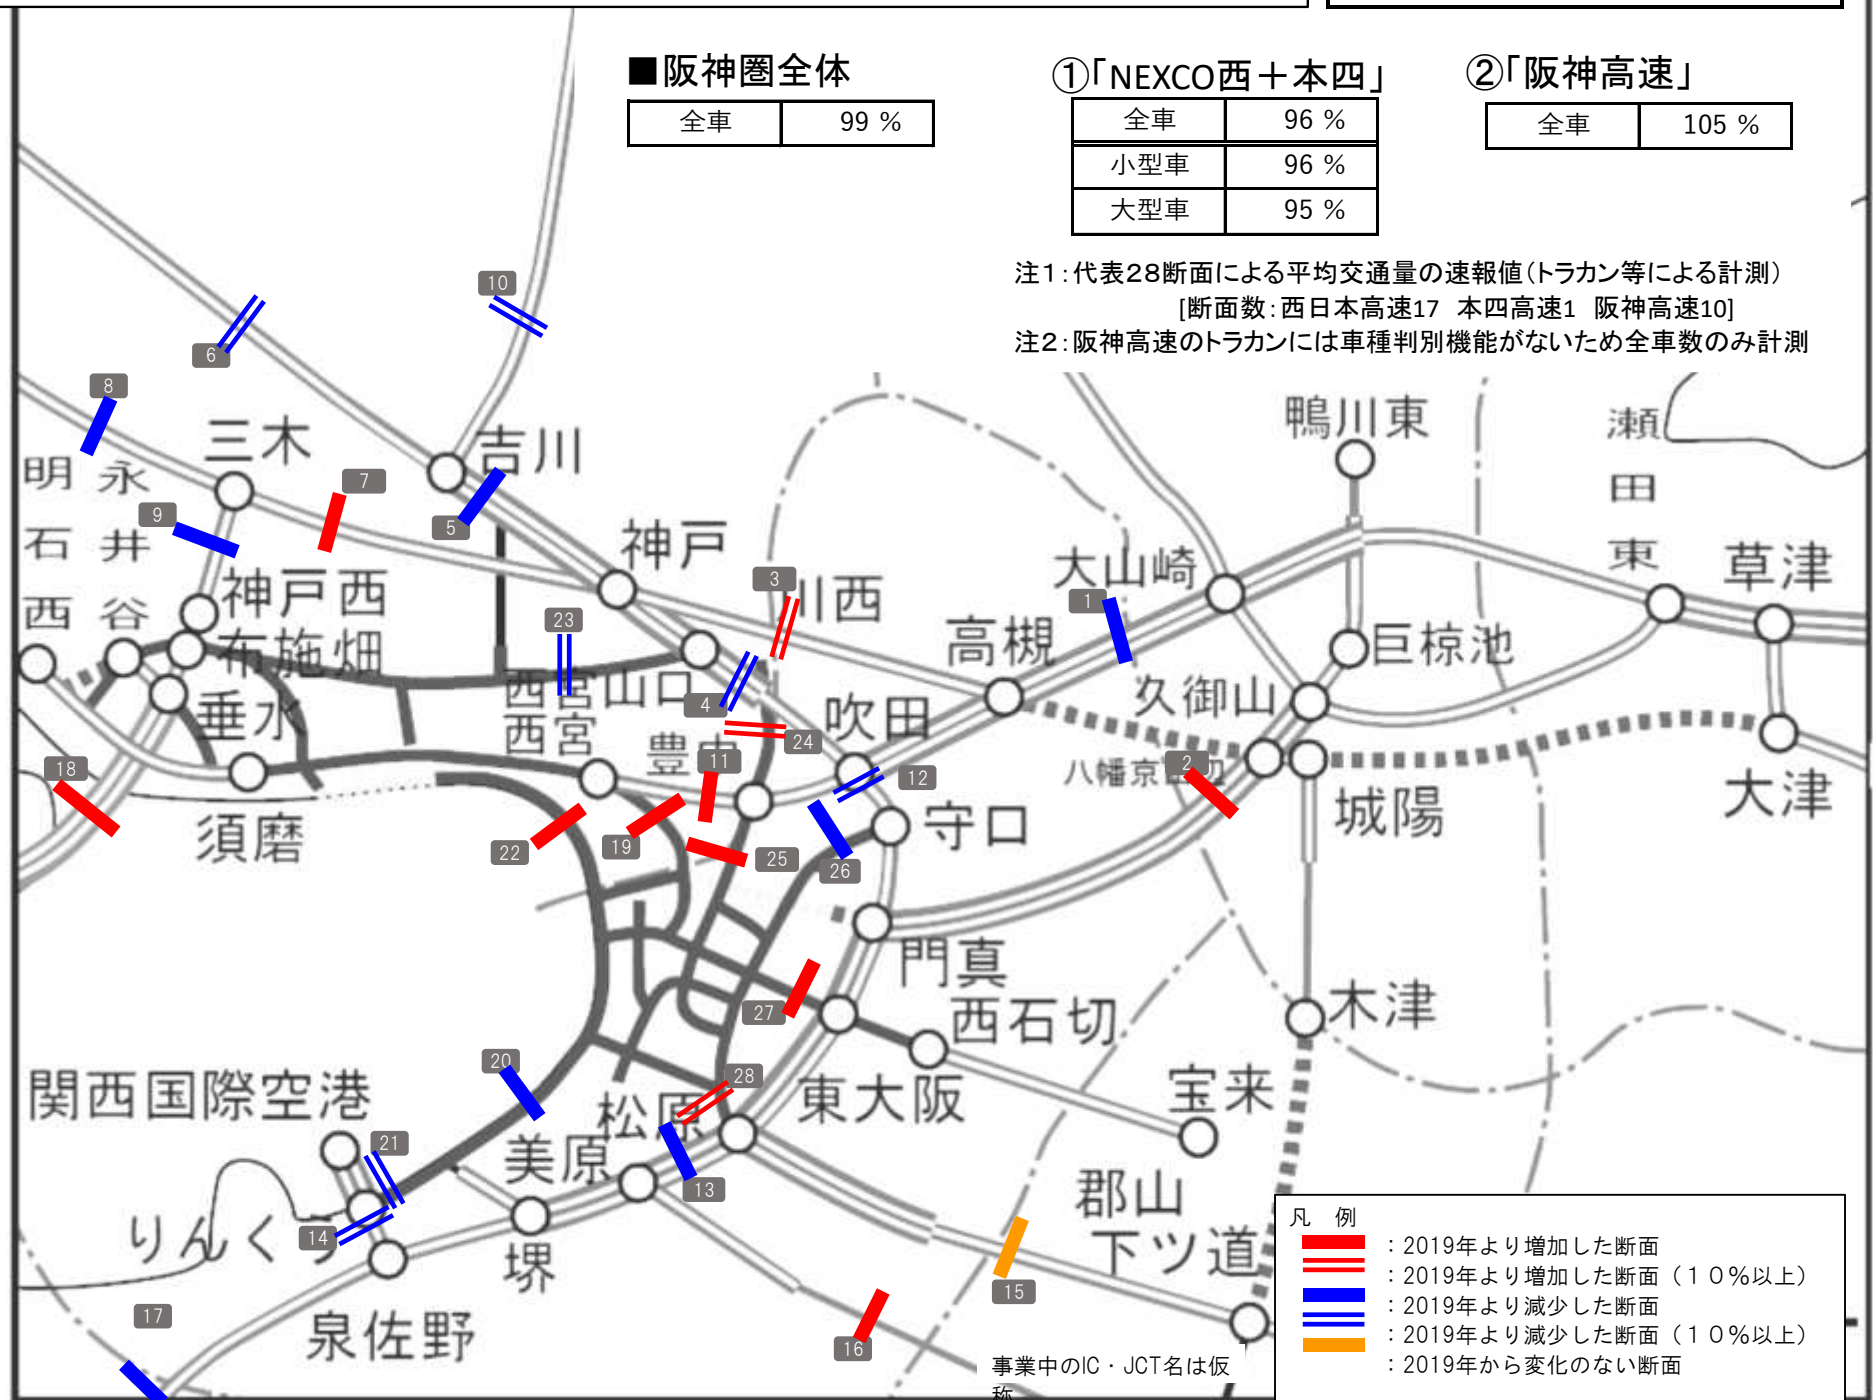 ■阪神圏全体
全車 99 %
①「NEXCO西＋本四」
全車 96 %
小型車 96 %
大型車 95 %
②「阪神高速」
全車 105 %
注1：代表28断面による平均交通量の速報値（トラカン等による計測）
[断面数：西日本高速17 本四高速1 阪神高速10]
注2：阪神高速のトラカンには車種判別機能がないため全車数のみ計測
10
6
8
三木
吉川
鴨川東
瀬田東
明石西
永井谷
7
9
5
神戸
3
川西
大山崎
1
草津
神戸西
布施畑
23
高槻
巨椋池
西宮山口
西宮
4
久御山
垂水
24
吹田
豊中
11
12
2
八幡京田辺
18
城陽
大津
須磨
22
19
25
26
守口
門真
27
西石切
木津
20
28
関西国際空港
松原
東大阪
宝来
21
美原
13
郡山
下ツ道
14
りんくう
堺
15
17
泉佐野
16
事業中のIC・JCT名は仮
称
凡 例
：2019年より増加した断面
：2019年より増加した断面（１０％以上）
：2019年より減少した断面
：2019年より減少した断面（１０％以上）
：2019年から変化のない断面